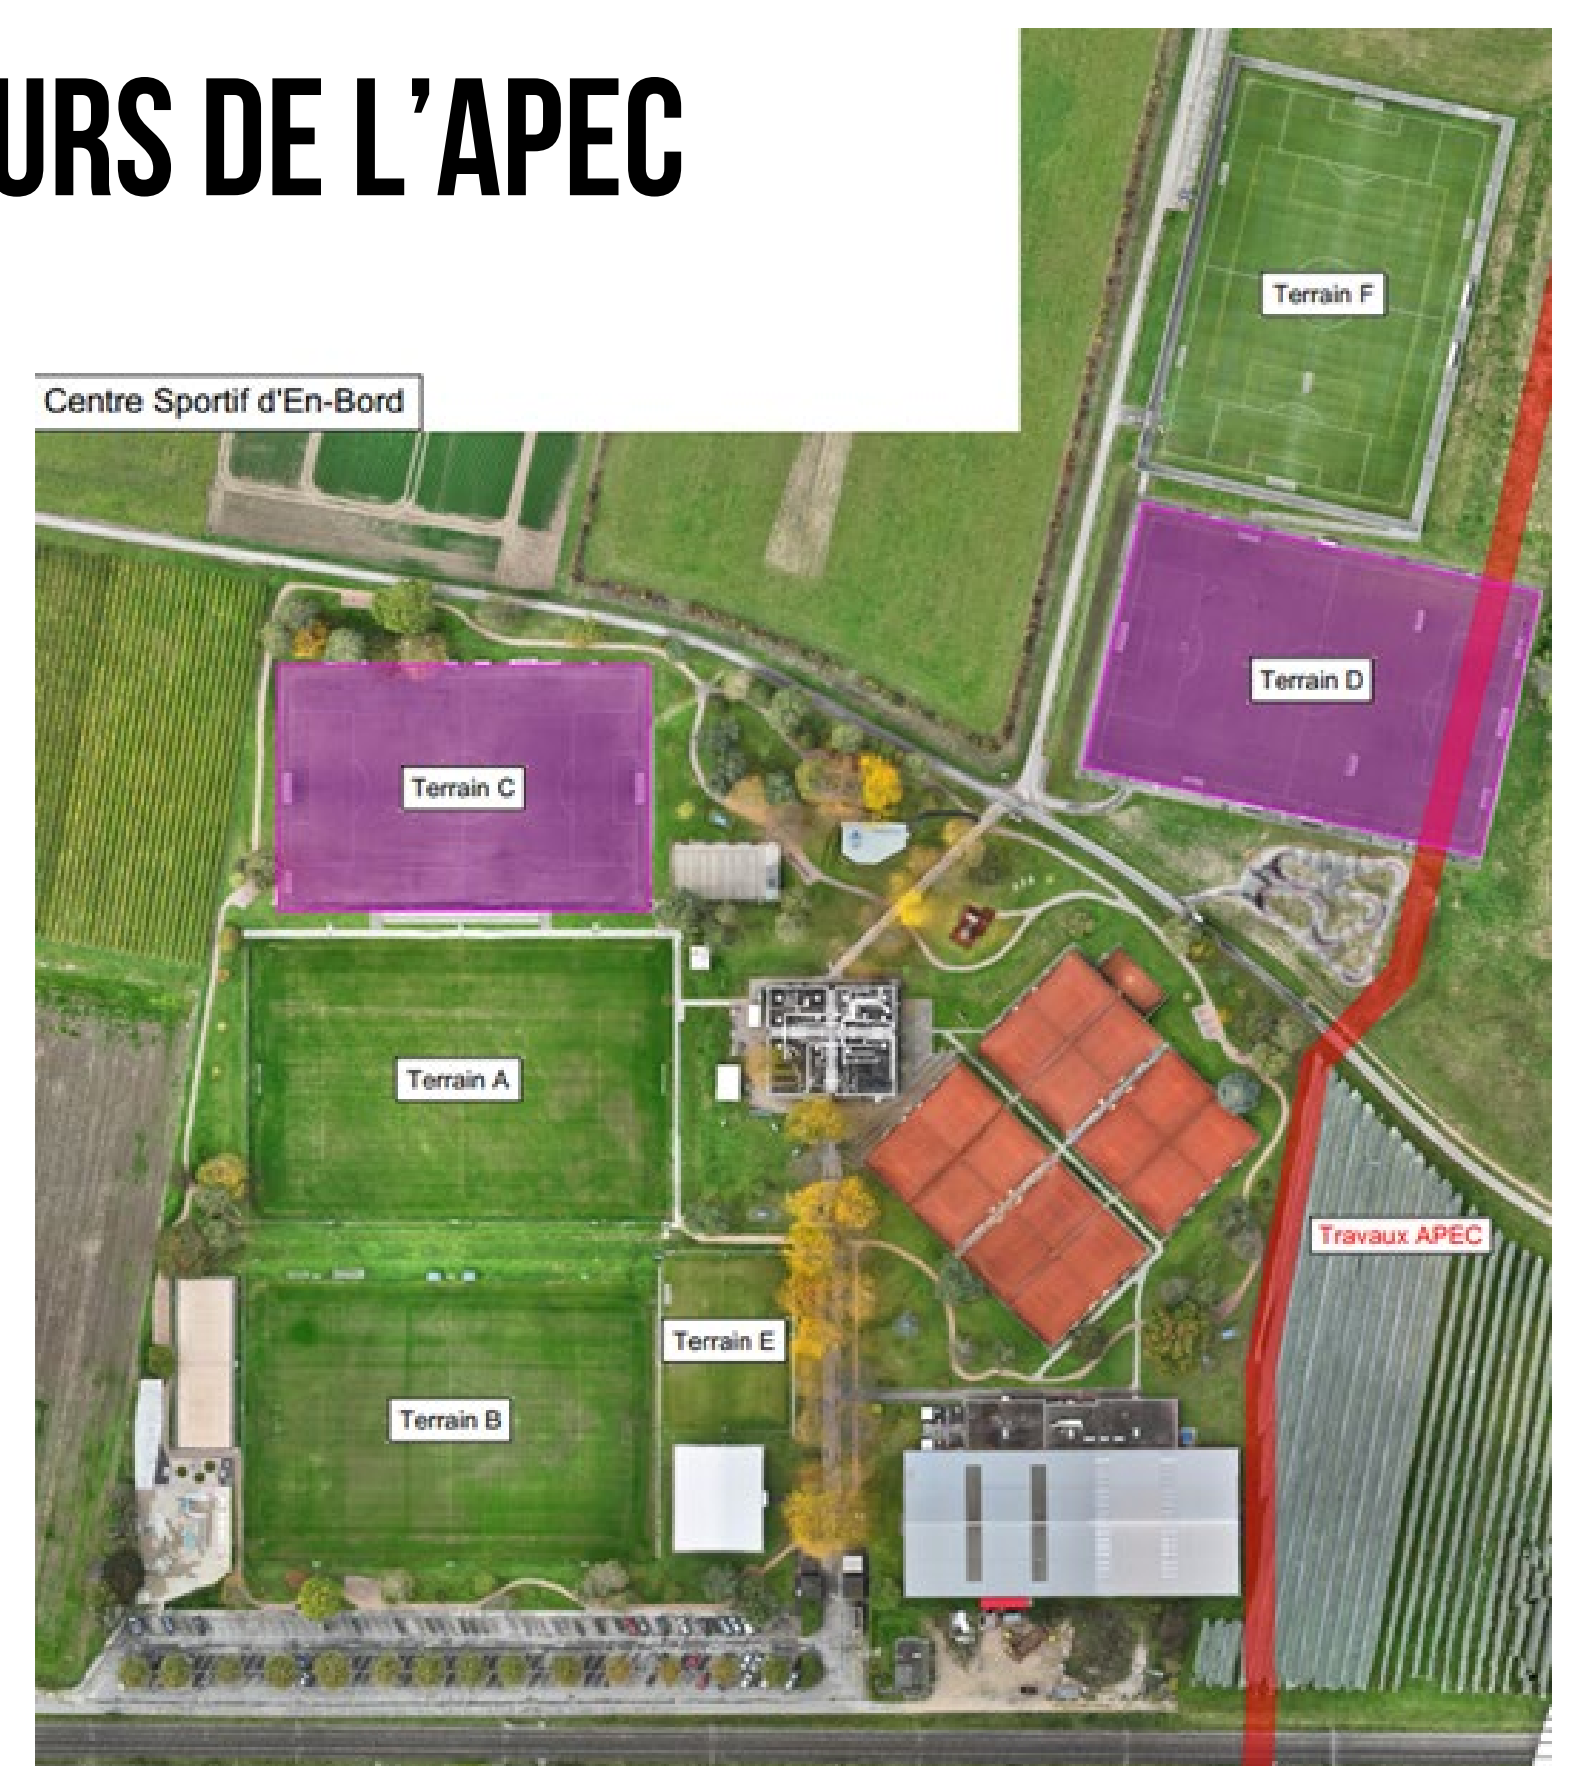 URS DE L’APEC
Centre Sportif d'En-Bord
Terrain F
Terrain D
Terrain C
Terrain A
Travaux APEC
Terrain E
Terrain B